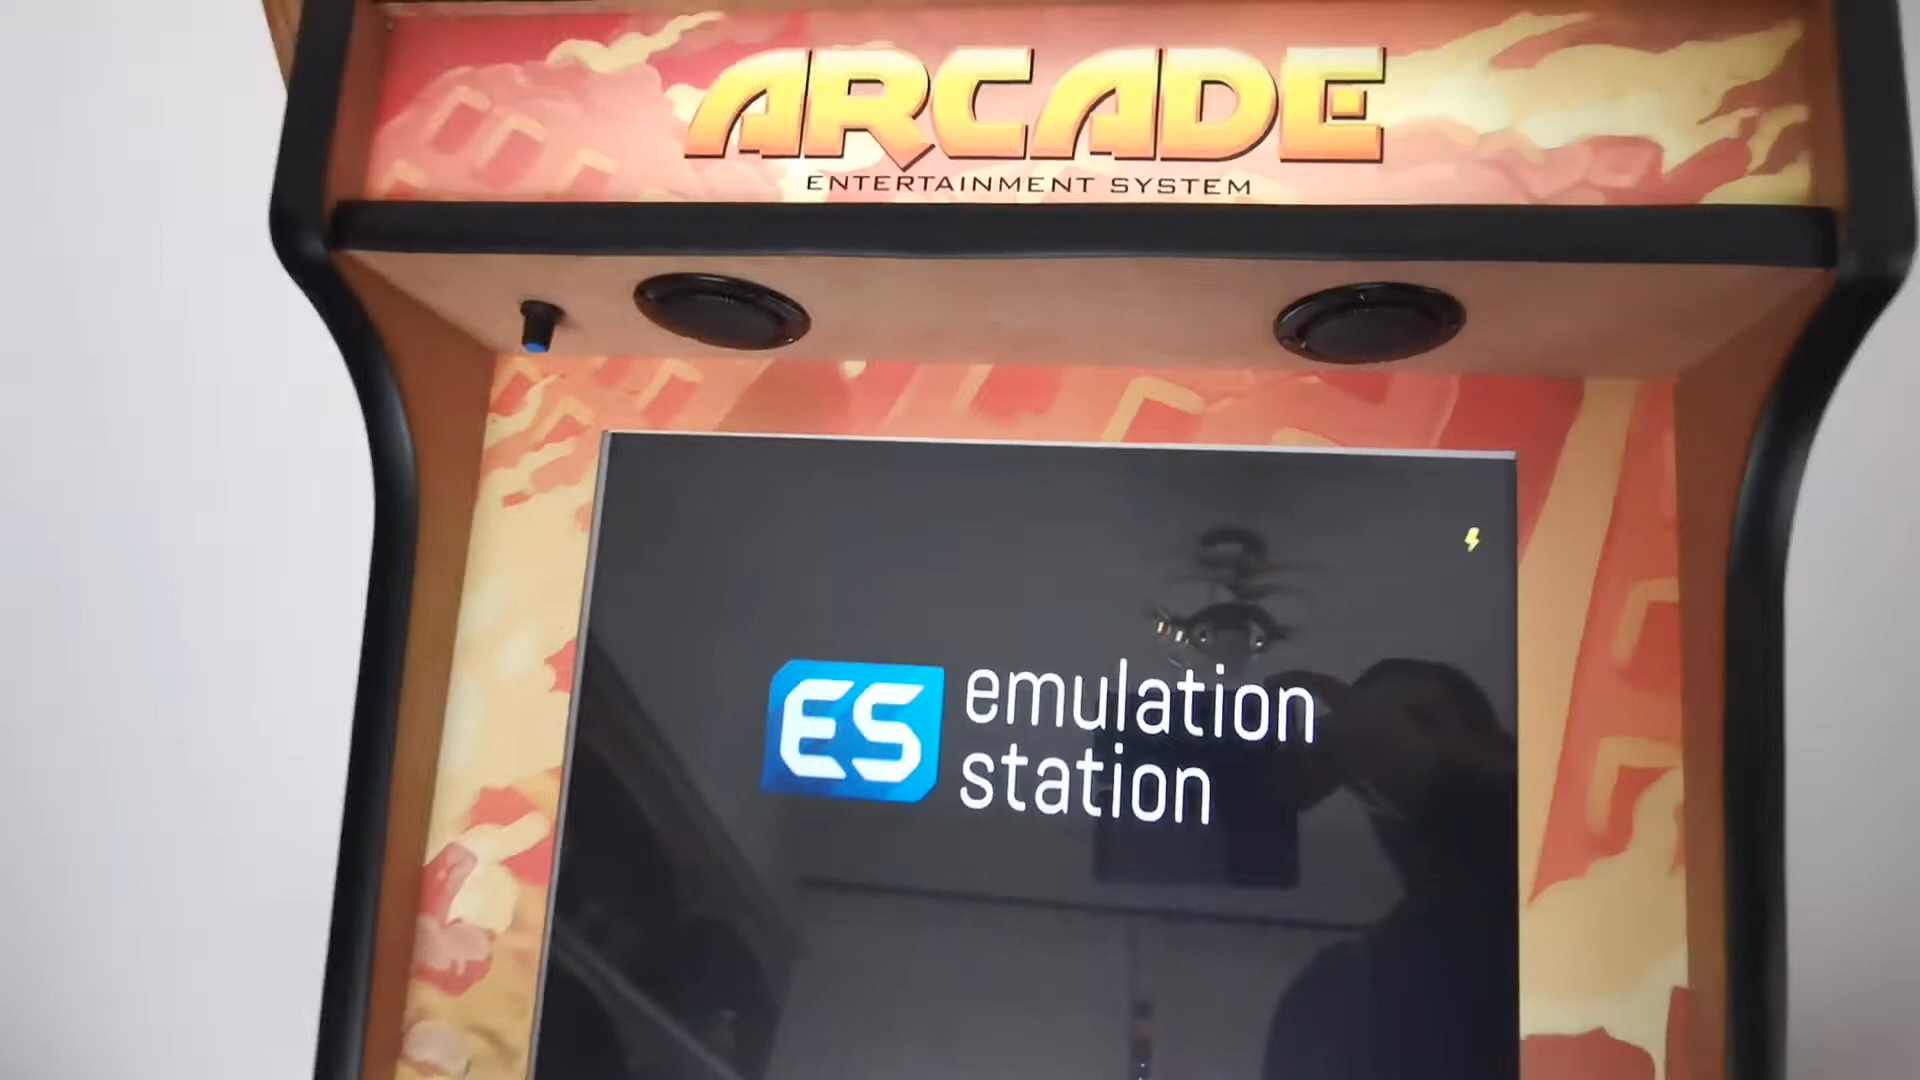 ARCADE
ENTERTAINMENT SYSTEM
ES
emulation
station